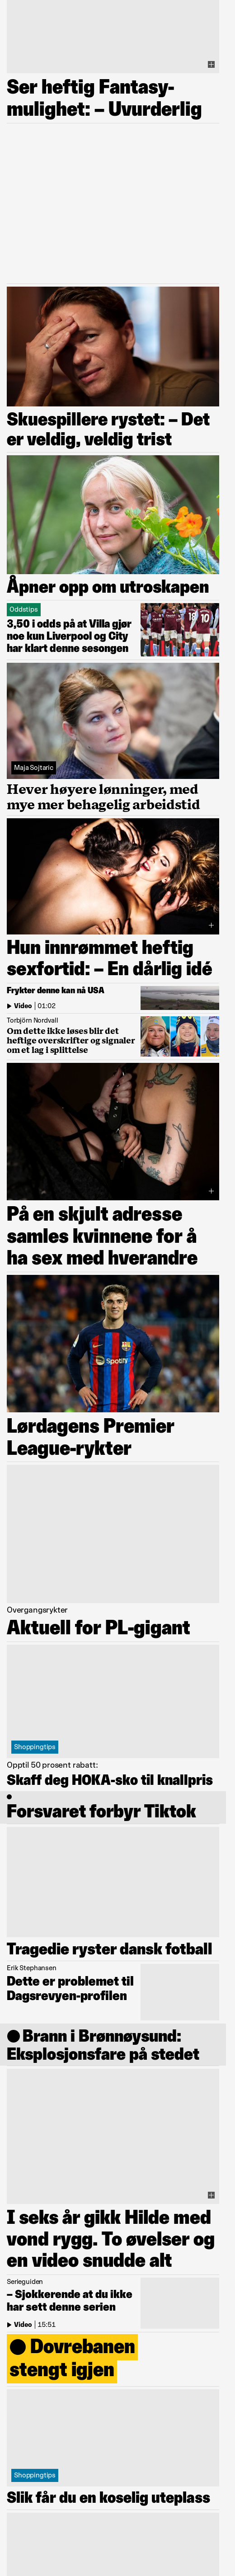 Ser heftig Fantasy-
mulighet: – Uvurderlig
Skuespillere rystet: – Det
er veldig, veldig trist
Åpner opp om utroskapen
Oddstips
3,50 i odds på at Villa gjør
noe kun Liverpool og City
har klart denne sesongen
18 10
Maja Sojtaric
Hever høyere lønninger, med
mye mer behagelig arbeidstid
Hun innrømmet heftig
sexfortid: – En dårlig idé
Frykter denne kan nå USA
Video | 01:02
Torbjörn Nordvall
Om dette ikke løses blir det
heftige overskrifter og signaler
om et lag i splittelse
På en skjult adresse
samles kvinnene for å
ha sex med hverandre
Spotify
Lørdagens Premier
League-rykter
Overgangsrykter
Aktuell for PL-gigant
Shoppingtips
Opptil 50 prosent rabatt:
Skaff deg HOKA-sko til knallpris
Forsvaret forbyr Tiktok
Tragedie ryster dansk fotball
Erik Stephansen
Dette er problemet til
Dagsrevyen-profilen
Brann i Brønnøysund:
Eksplosjonsfare på stedet
I seks år gikk Hilde med
vond rygg. To øvelser og
en video snudde alt
Serieguiden
– Sjokkerende at du ikke
har sett denne serien
Video | 15:51
Dovrebanen
stengt igjen
Shoppingtips
Slik får du en koselig uteplass